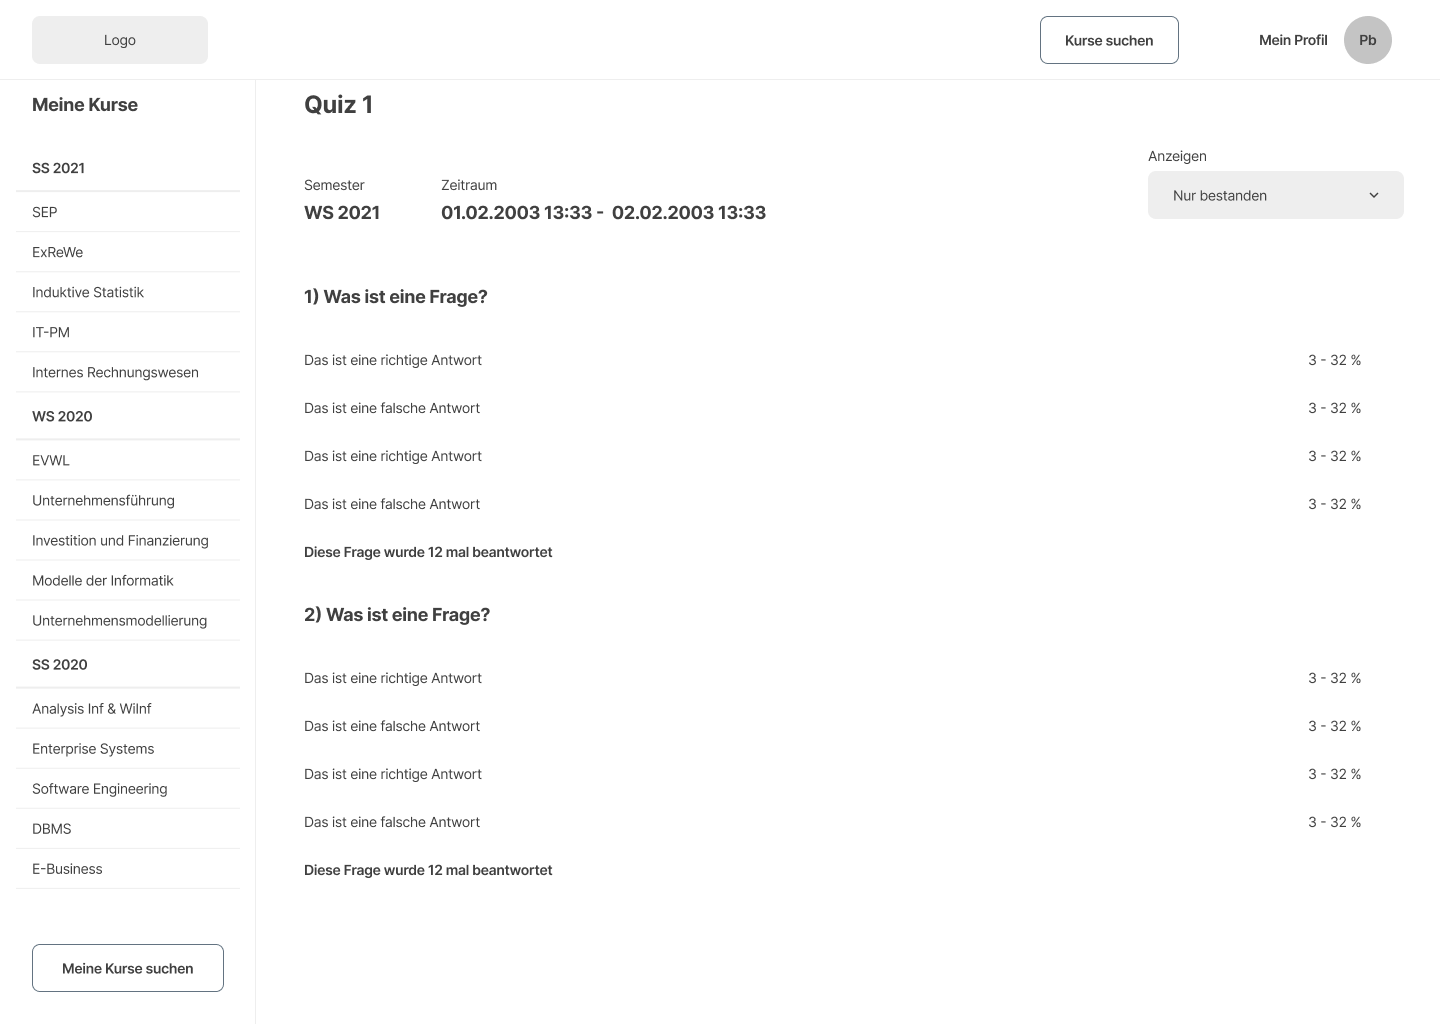 Logo
Kurse suchen
Mein Profil
Pb
Meine Kurse
SS 2021
SEP
ExReWe
Induktive Statistik
IT-PM
Internes Rechnungswesen
WS 2020
EVWL
Unternehmensführung
Investition und Finanzierung
Modelle der Informatik
Unternehmensmodellierung
SS 2020
Analysis Inf & WiInf
Enterprise Systems
Software Engineering
DBMS
E-Business
Meine Kurse suchen
Quiz 1
Semester
WS 2021
Zeitraum
01.02.2003 13:33 - 02.02.2003 13:33
Anzeigen
Nur bestanden
1) Was ist eine Frage?
Das ist eine richtige Antwort 3 - 32 %
Das ist eine falsche Antwort 3 - 32 %
Das ist eine richtige Antwort 3 - 32 %
Das ist eine falsche Antwort 3 - 32 %
Diese Frage wurde 12 mal beantwortet
2) Was ist eine Frage?
Das ist eine richtige Antwort 3 - 32 %
Das ist eine falsche Antwort 3 - 32 %
Das ist eine richtige Antwort 3 - 32 %
Das ist eine falsche Antwort 3 - 32 %
Diese Frage wurde 12 mal beantwortet